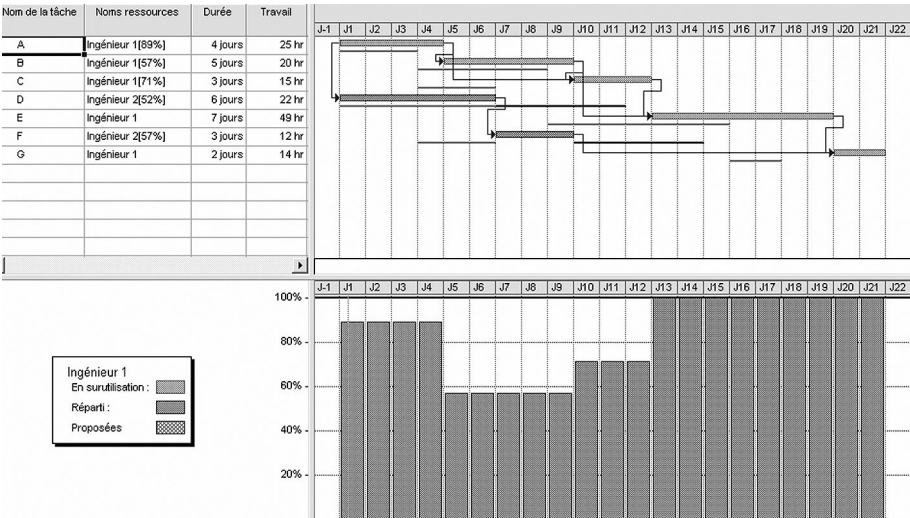 Nom de la tâche Noms ressources Durée Travail
J-1 J1 J2 J3 J4 J5 J6 J7 J8 J9 J10 J11 J12 J13 J14 J15 J16 J17 J18 J19 J20 J21 J22
A Ingénieur 1[89%] 4 jours 25 hr
B Ingénieur 1[57%] 5 jours 20 hr
C Ingénieur 1[71%] 3 jours 15 hr
D Ingénieur 2[52%] 6 jours 22 hr
E Ingénieur 1 7 jours 49 hr
F Ingénieur 2[57%] 3 jours 12 hr
G Ingénieur 1 2 jours 14 hr
J-1 J1 J2 J3 J4 J5 J6 J7 J8 J9 J10 J11 J12 J13 J14 J15 J16 J17 J18 J19 J20 J21 J22
100%
80%
60%
40%
20%
Ingénieur 1
En surutilisation :
Réparti :
Proposées